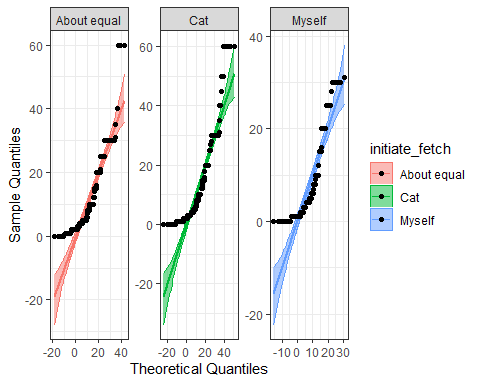 About equal
Cat
Myself
Sample Quantiles
60
40
20
0
-20
60
40
20
0
-20
40
20
0
-20
-20 0 20 40
-20 0 20 40
-10 0 10 20 30
Theoretical Quantiles
initiate_fetch
About equal
Cat
Myself